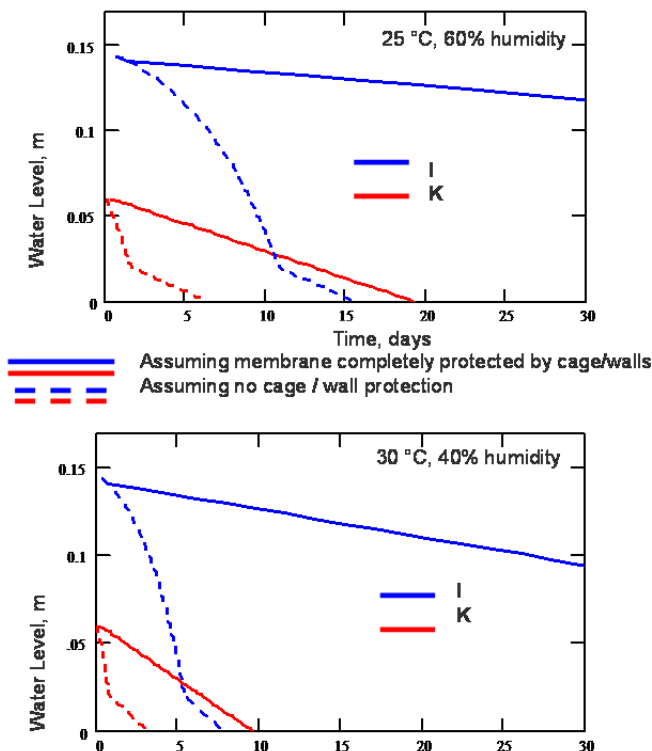 25 °C, 60% humidity
0.15
0.1
0.05
0
Water Level, m
I
K
0 5 10 15 20 25 30
Time, days
Assuming membrane completely protected by cage/walls
Assuming no cage / wall protection
30 °C, 40% humidity
0.15
0.1
.05
0
Water Level, m
I
K
0 5 10 15 20 25 30